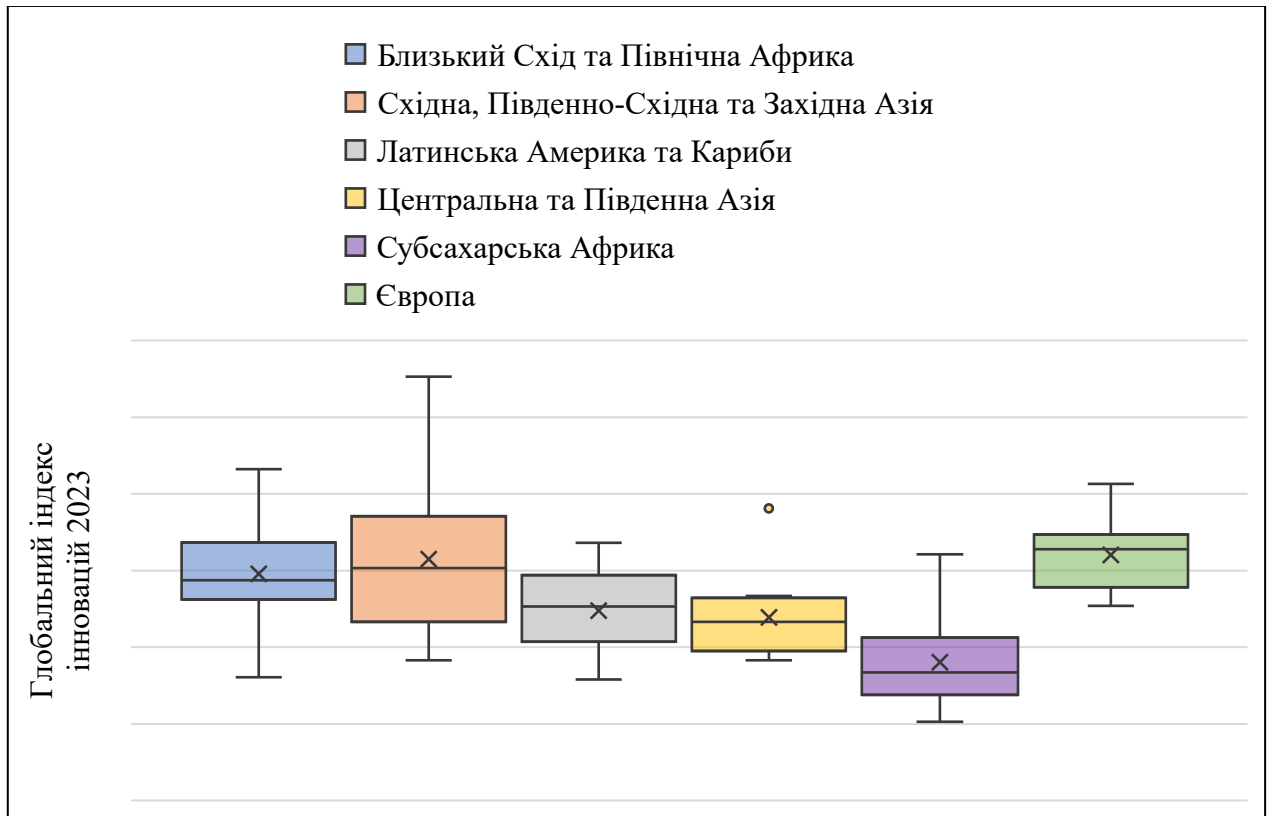 Близький Схід та Північна Африка
Східна, Південно-Східна та Західна Азія
Латинська Америка та Кариби
Центральна та Південна Азія
Субсахарська Африка
Європа
Глобальний індекс
інновацій 2023